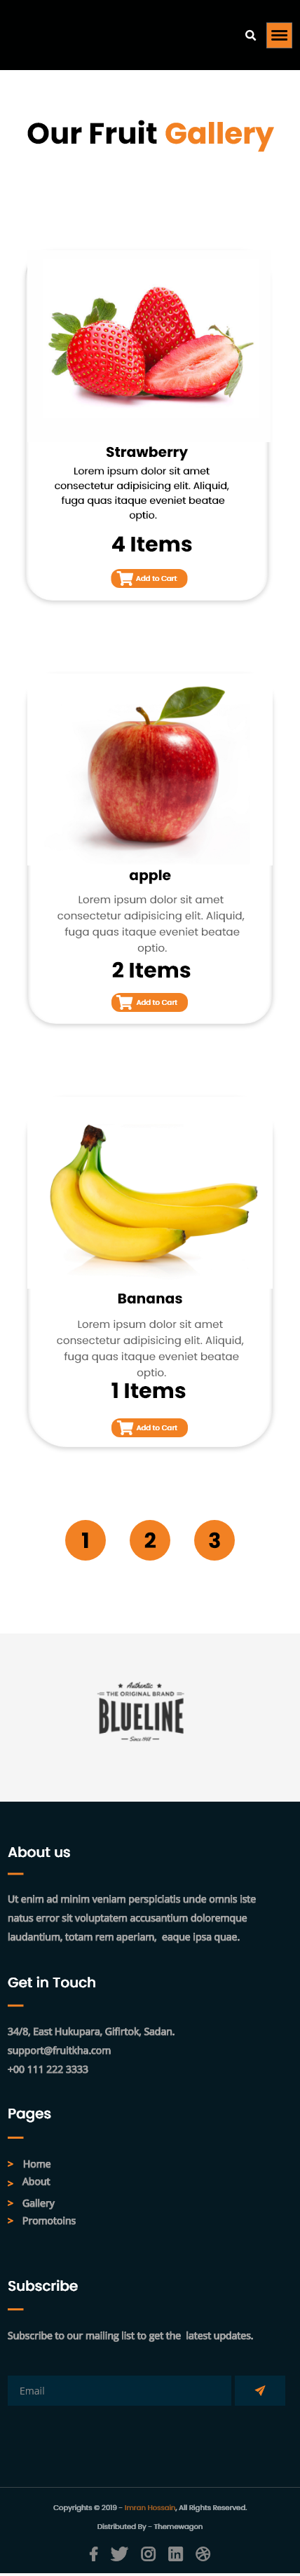 Our Fruit Gallery
Strawberry
Lorem ipsum dolor sit amet
consectetur adipisicing elit. Aliquid,
fuga quas itaque eveniet beatae
optio.
4 Items
Add to Cart
apple
Lorem ipsum dolor sit amet
consectetur adipisicing elit. Aliquid,
fuga quas itaque eveniet beatae
optio.
2 Items
Add to Cart
Bananas
Lorem ipsum dolor sit amet
consectetur adipisicing elit. Aliquid,
fuga quas itaque eveniet beatae
optio.
1 Items
Add to Cart
1 2 3
Authentic
THE ORIGINAL BRAND
BLUELINE
About us
Ut enim ad minim veniam perspiciatis unde omnis iste
natus error sit voluptatem accusantium doloremque
laudantium, totam rem aperiam, eaque ipsa quae.
Get in Touch
34/8, East Hukupara, Gifirtok, Sadan.
support@fruitkha.com
+00 111 222 3333
Pages
> Home
> About
> Gallery
> Promotoins
Subscribe
Subscribe to our mailing list to get the latest updates.
Email
Copyrights © 2019 - Imran Hossain, All Rights Reserved.
Distributed By - Themewagon